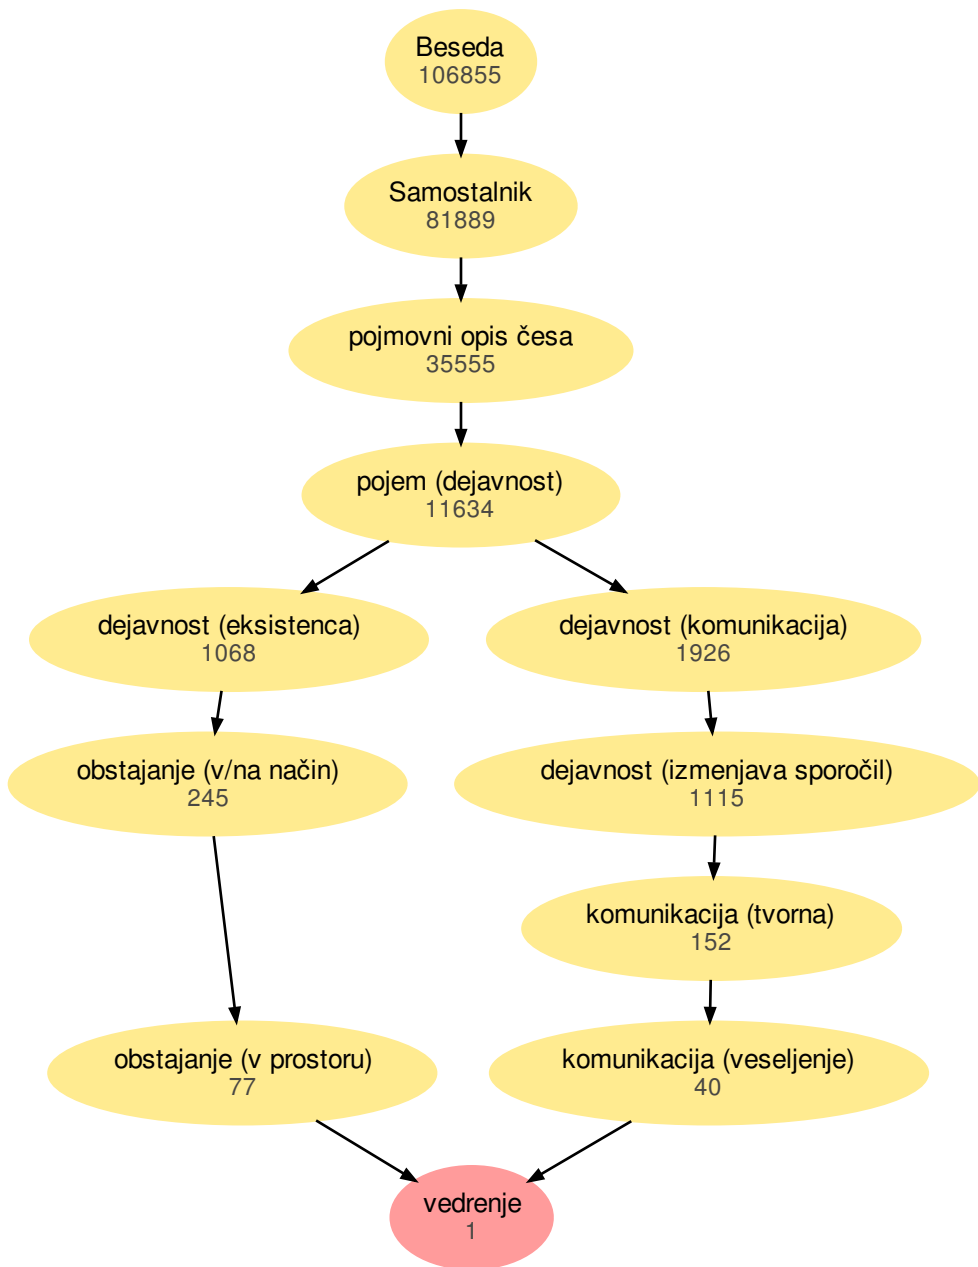 Beseda
106855
Samostalnik
81889
pojmovni opis česa
35555
pojem (dejavnost)
11634
dejavnost (eksistenca)
1068
dejavnost (komunikacija)
1926
obstajanje (v/na način)
245
dejavnost (izmenjava sporočil)
1115
komunikacija (tvorna)
152
obstajanje (v prostoru)
77
komunikacija (veseljenje)
40
vedrenje
1